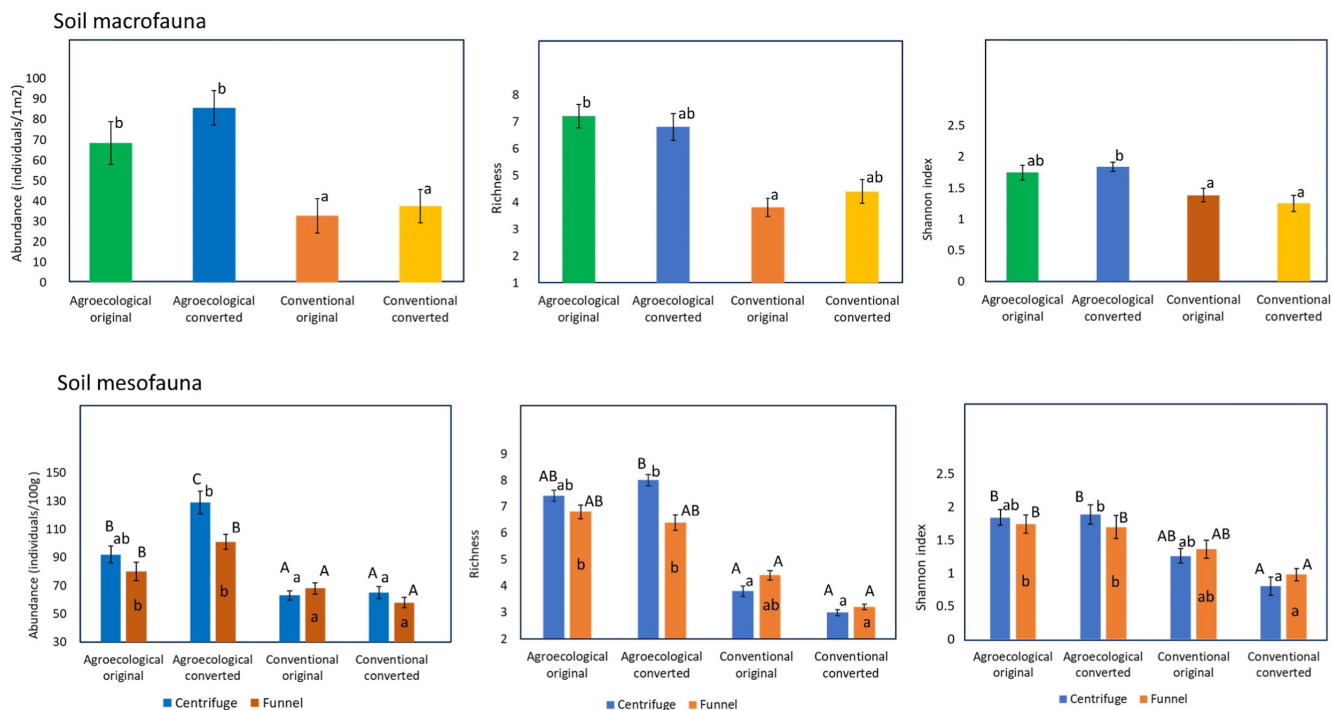 Soil macrofauna
Abundance (individuals/1m2)
100
90
80
70
60
50
40
30
20
10
0
b
b
a
a
Agroecological
original
Agroecological
converted
Conventional
original
Conventional
converted
Richness
8
7
6
5
4
3
2
1
b
ab
a
ab
Agroecological
original
Agroecological
converted
Conventional
original
Conventional
converted
Shannon index
2.5
2
1.5
1
0.5
0
ab
b
a
a
Agroecological
original
Agroecological
converted
Conventional
original
Conventional
converted
Soil mesofauna
Abundance (individuals/100g)
150
130
110
90
70
50
30
B
ab
B
b
C
b
B
b
A
a
A
a
A
a
A
a
Agroecological
original
Agroecological
converted
Conventional
original
Conventional
converted
Centrifuge
Funnel
Richness
9
8
7
6
5
4
3
2
AB
ab
AB
b
B
b
AB
b
A
a
A
ab
A
a
A
a
Agroecological
original
Agroecological
converted
Conventional
original
Conventional
converted
Centrifuge
Funnel
Shannon index
2.5
2
1.5
1
0.5
0
B
ab
B
b
B
b
B
b
AB
ab
AB
ab
A
a
A
a
Agroecological
original
Agroecological
converted
Conventional
original
Conventional
converted
Centrifuge
Funnel